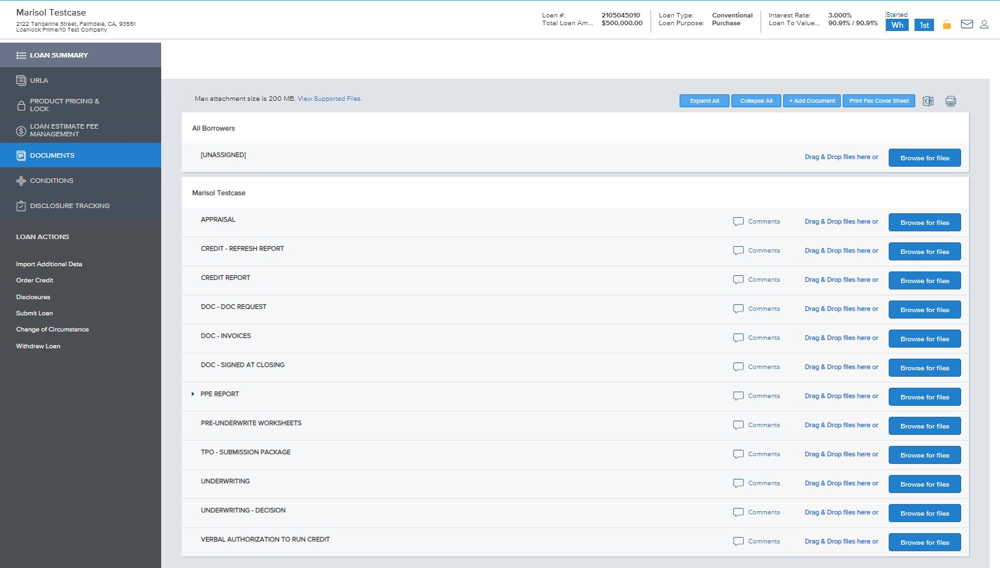 Marisol Testcase
2122 Tangerine Street, Palmdale, CA, 93551
Loanlock Prime/10 Test Company
Loan #: 2105045010
Total Loan Am... $500,000.00
Loan Type: Conventional
Loan Purpose: Purchase
Interest Rate: 3.000%
Loan To Value... 90.91% / 90.91%
Started
Wh 1st
LOAN SUMMARY
URLA
PRODUCT PRICING &
LOCK
LOAN ESTIMATE FEE
MANAGEMENT
DOCUMENTS
CONDITIONS
DISCLOSURE TRACKING
LOAN ACTIONS
Import Additional Data
Order Credit
Disclosures
Submit Loan
Change of Circumstance
Withdraw Loan
Max attachment size is 200 MB. View Supported Files.
Expand All Collapse All + Add Document Print Fax Cover Sheet
All Borrowers
[UNASSIGNED] Drag & Drop files here or Browse for files
Marisol Testcase
APPRAISAL Comments Drag & Drop files here or Browse for files
CREDIT - REFRESH REPORT Comments Drag & Drop files here or Browse for files
CREDIT REPORT Comments Drag & Drop files here or Browse for files
DOC - DOC REQUEST Comments Drag & Drop files here or Browse for files
DOC - INVOICES Comments Drag & Drop files here or Browse for files
DOC - SIGNED AT CLOSING Comments Drag & Drop files here or Browse for files
PPE REPORT Comments Drag & Drop files here or Browse for files
PRE-UNDERWRITE WORKSHEETS Comments Drag & Drop files here or Browse for files
TPO - SUBMISSION PACKAGE Comments Drag & Drop files here or Browse for files
UNDERWRITING Comments Drag & Drop files here or Browse for files
UNDERWRITING - DECISION Comments Drag & Drop files here or Browse for files
VERBAL AUTHORIZATION TO RUN CREDIT Comments Drag & Drop files here or Browse for files